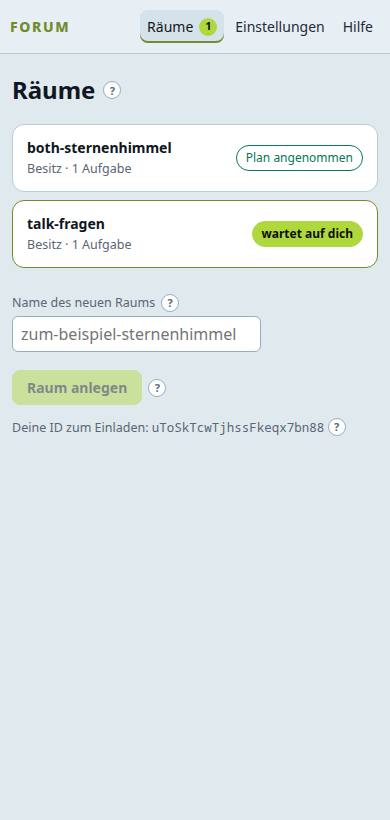 FORUM
Räume 1 Einstellungen Hilfe
Räume ?
both-sternenhimmel
Besitz · 1 Aufgabe
Plan angenommen
talk-fragen
Besitz · 1 Aufgabe
wartet auf dich
Name des neuen Raums ?
zum-beispiel-sternenhimmel
Raum anlegen ?
Deine ID zum Einladen: uToSkTcwTjhssFkeqx7bn88 ?